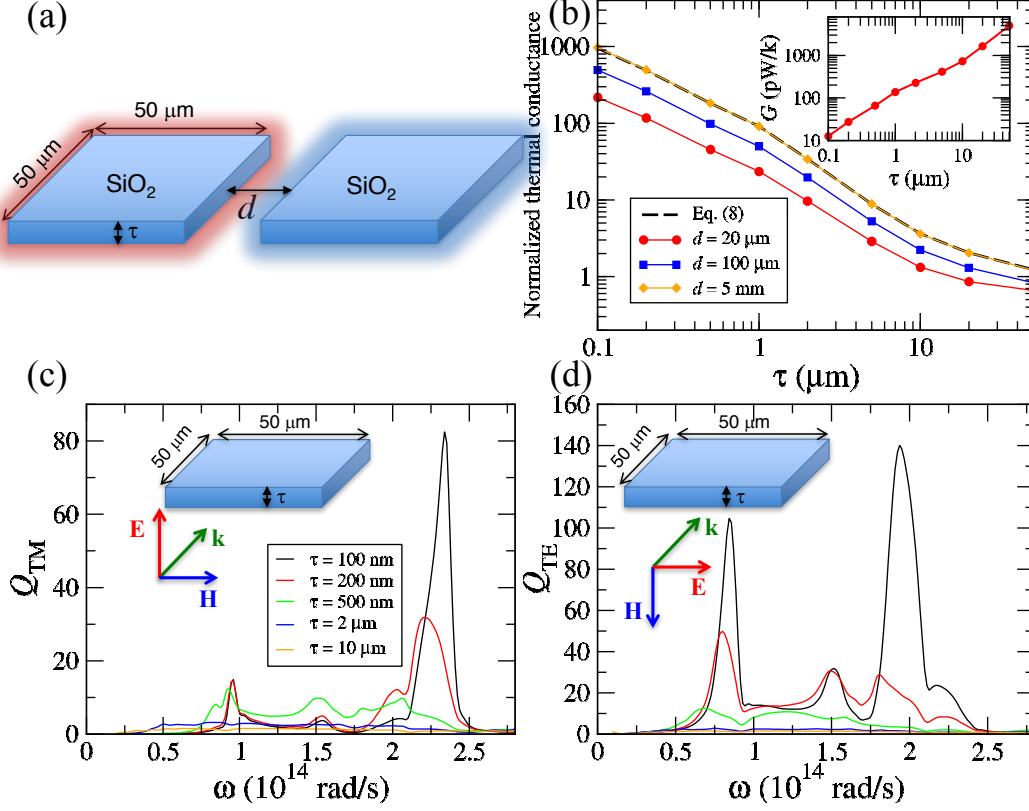 (a)
50 μm
50 μm
SiO2
τ
d
SiO2
(b)
Normalized thermal conductance
1000
100
10
1
0.1
1
10
τ (μm)
Eq. (8)
d = 20 μm
d = 100 μm
d = 5 mm
G (pW/k)
1000
100
10
0.1
1
10
τ (μm)
(c)
QTM
80
60
40
20
0
0
0.5
1
1.5
2
2.5
ω (10^14 rad/s)
50 μm
50 μm
τ
E
k
H
τ = 100 nm
τ = 200 nm
τ = 500 nm
τ = 2 μm
τ = 10 μm
(d)
QTE
160
140
120
100
80
60
40
20
0
0
0.5
1
1.5
2
2.5
ω (10^14 rad/s)
50 μm
50 μm
τ
k
E
H